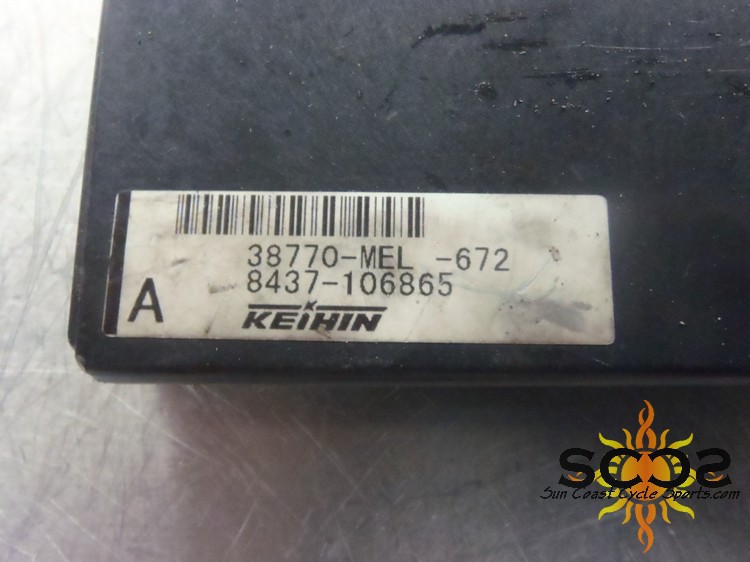 38770-MEL -672
8437-106865
A
KEIHIN
SCCS
Sun Coast Cycle Sports.com